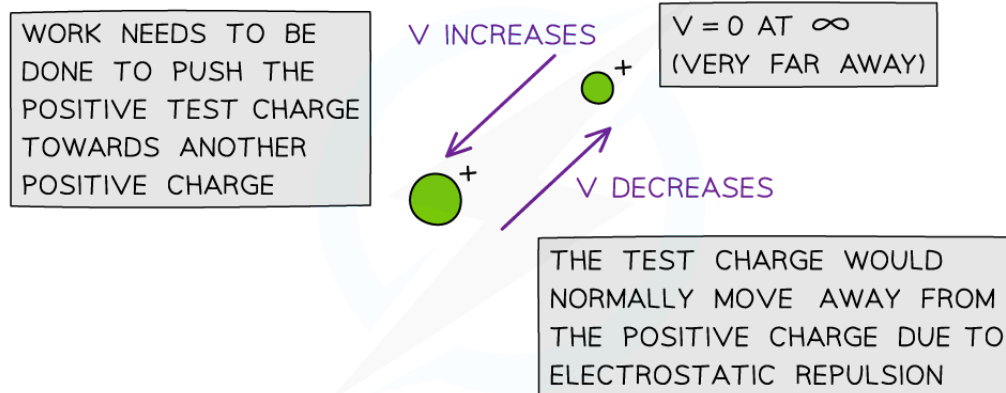 WORK NEEDS TO BE
DONE TO PUSH THE
POSITIVE TEST CHARGE
TOWARDS ANOTHER
POSITIVE CHARGE
V INCREASES
V = 0 AT ∞
(VERY FAR AWAY)
+
+
V DECREASES
THE TEST CHARGE WOULD
NORMALLY MOVE AWAY FROM
THE POSITIVE CHARGE DUE TO
ELECTROSTATIC REPULSION